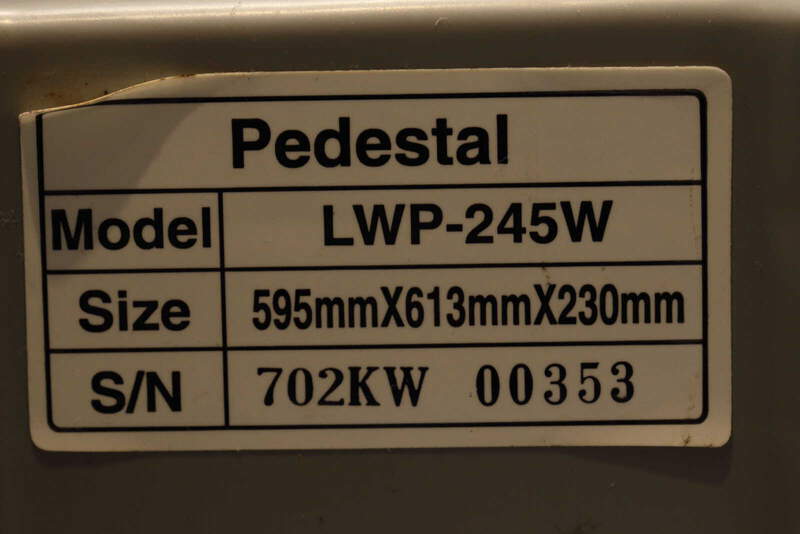 Pedestal
Model LWP-245W
Size 595mmX613mmX230mm
S/N 702KW 00353